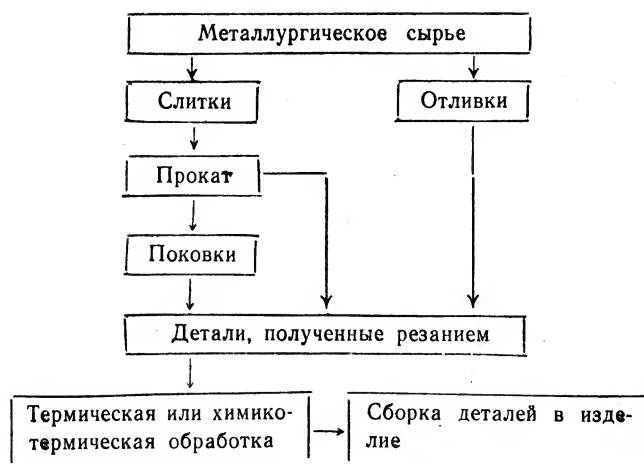 Металлургическое сырье
Слитки
Отливки
Прокат
Поковки
Детали, полученные резанием
Термическая или химико-
термическая обработка
Сборка деталей в изде-
лие